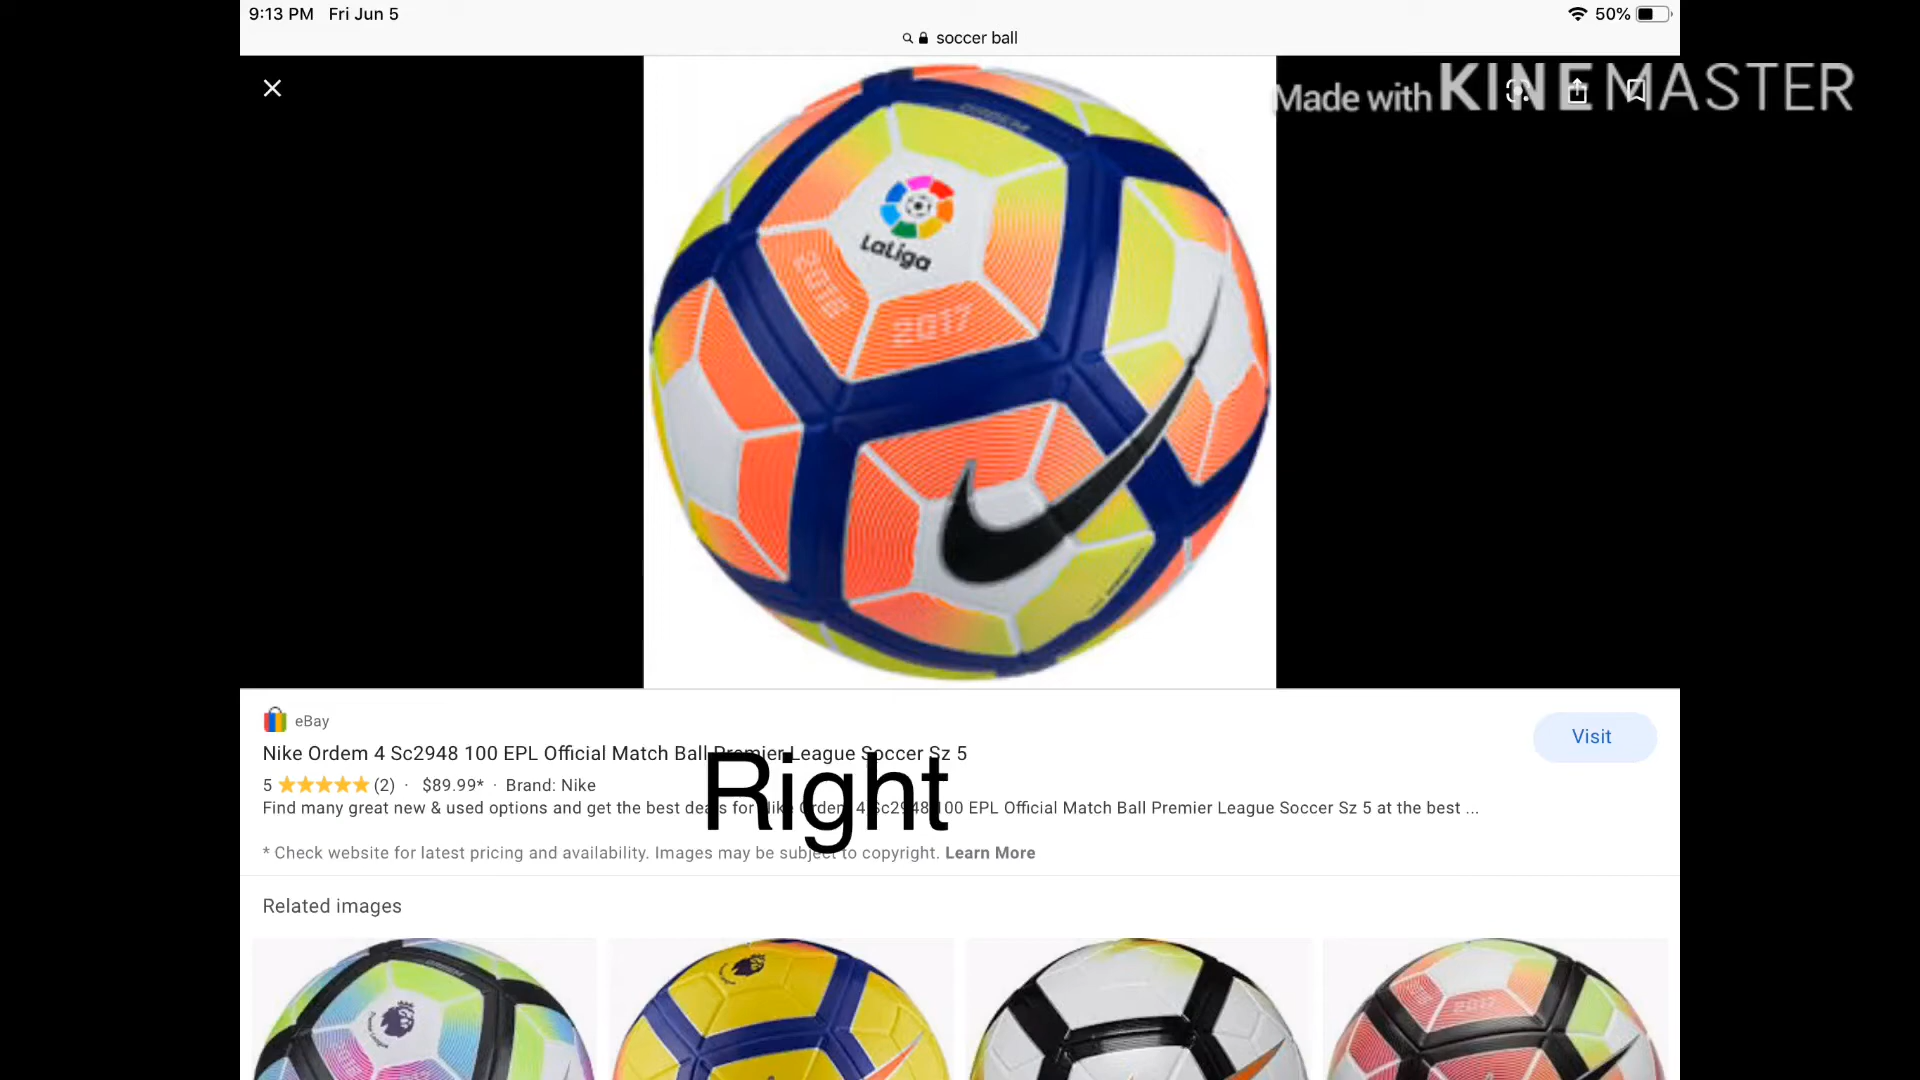 9:13 PM Fri Jun 5
50%
soccer ball
Made with KINEMASTER
ORDEM
LaLiga
2016
2017
eBay
Nike Ordem 4 Sc2948 100 EPL Official Match Ball Premier League Soccer Sz 5
Visit
5 (2) · $89.99* · Brand: Nike
Right
Find many great new & used options and get the best deals for Nike Ordem 4 Sc2948 100 EPL Official Match Ball Premier League Soccer Sz 5 at the best ...
* Check website for latest pricing and availability. Images may be subject to copyright. Learn More
Related images
2017